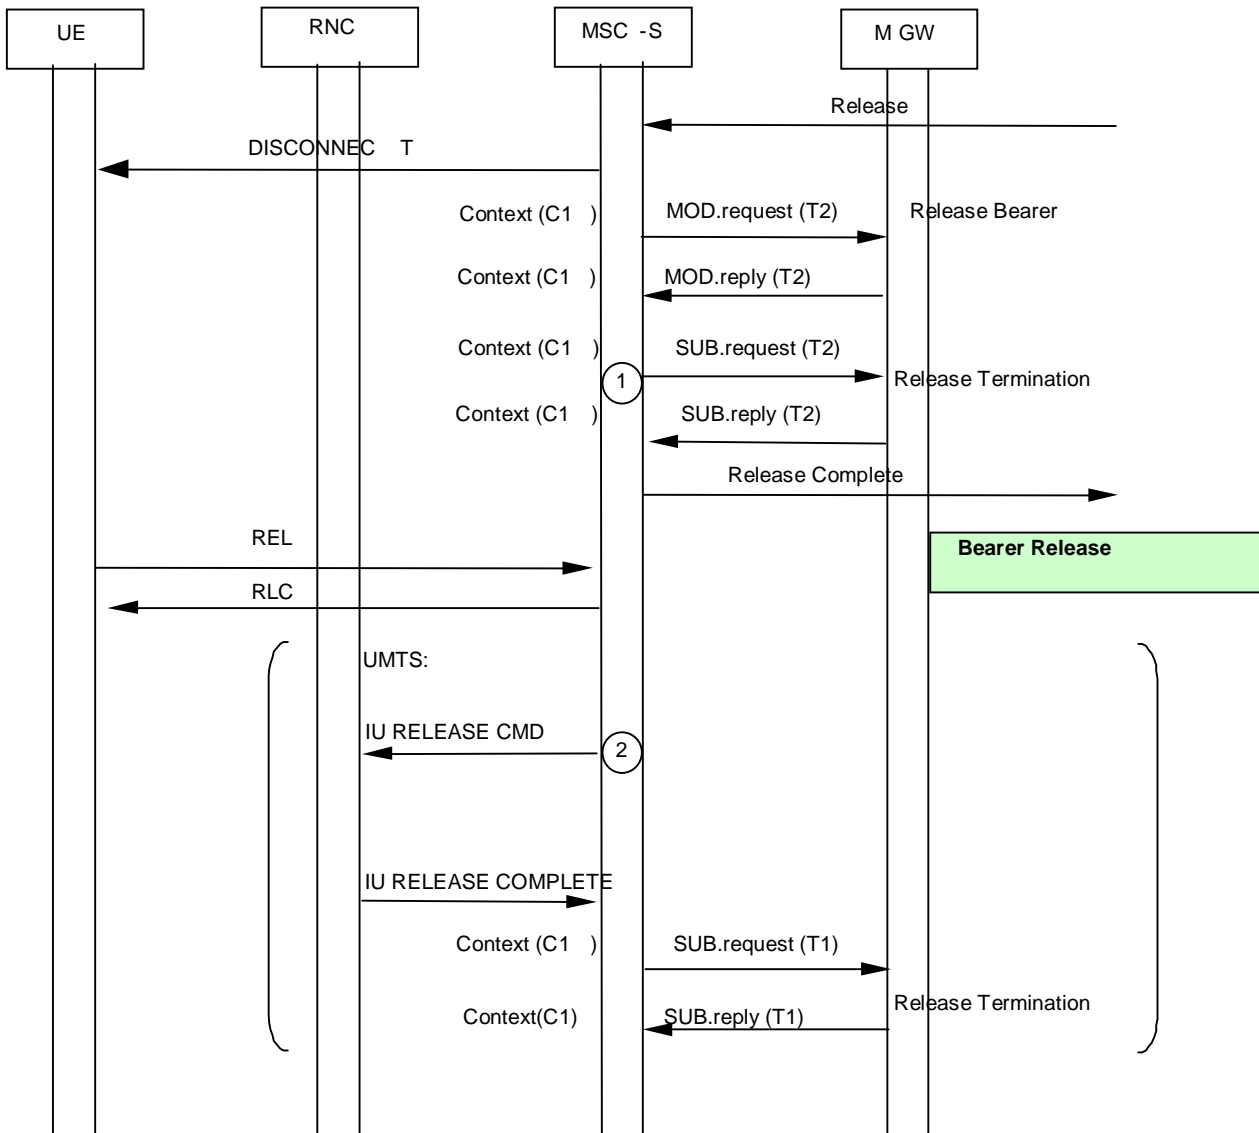 UE
RNC
MSC -S
M GW
Release
DISCONNEC T
Context (C1 )
MOD.request (T2)
Release Bearer
Context (C1 )
MOD.reply (T2)
Context (C1 )
SUB.request (T2)
1
Release Termination
Context (C1 )
SUB.reply (T2)
Release Complete
REL
Bearer Release
RLC
UMTS:
IU RELEASE CMD
2
IU RELEASE COMPLETE
Context (C1 )
SUB.request (T1)
Release Termination
Context(C1)
SUB.reply (T1)